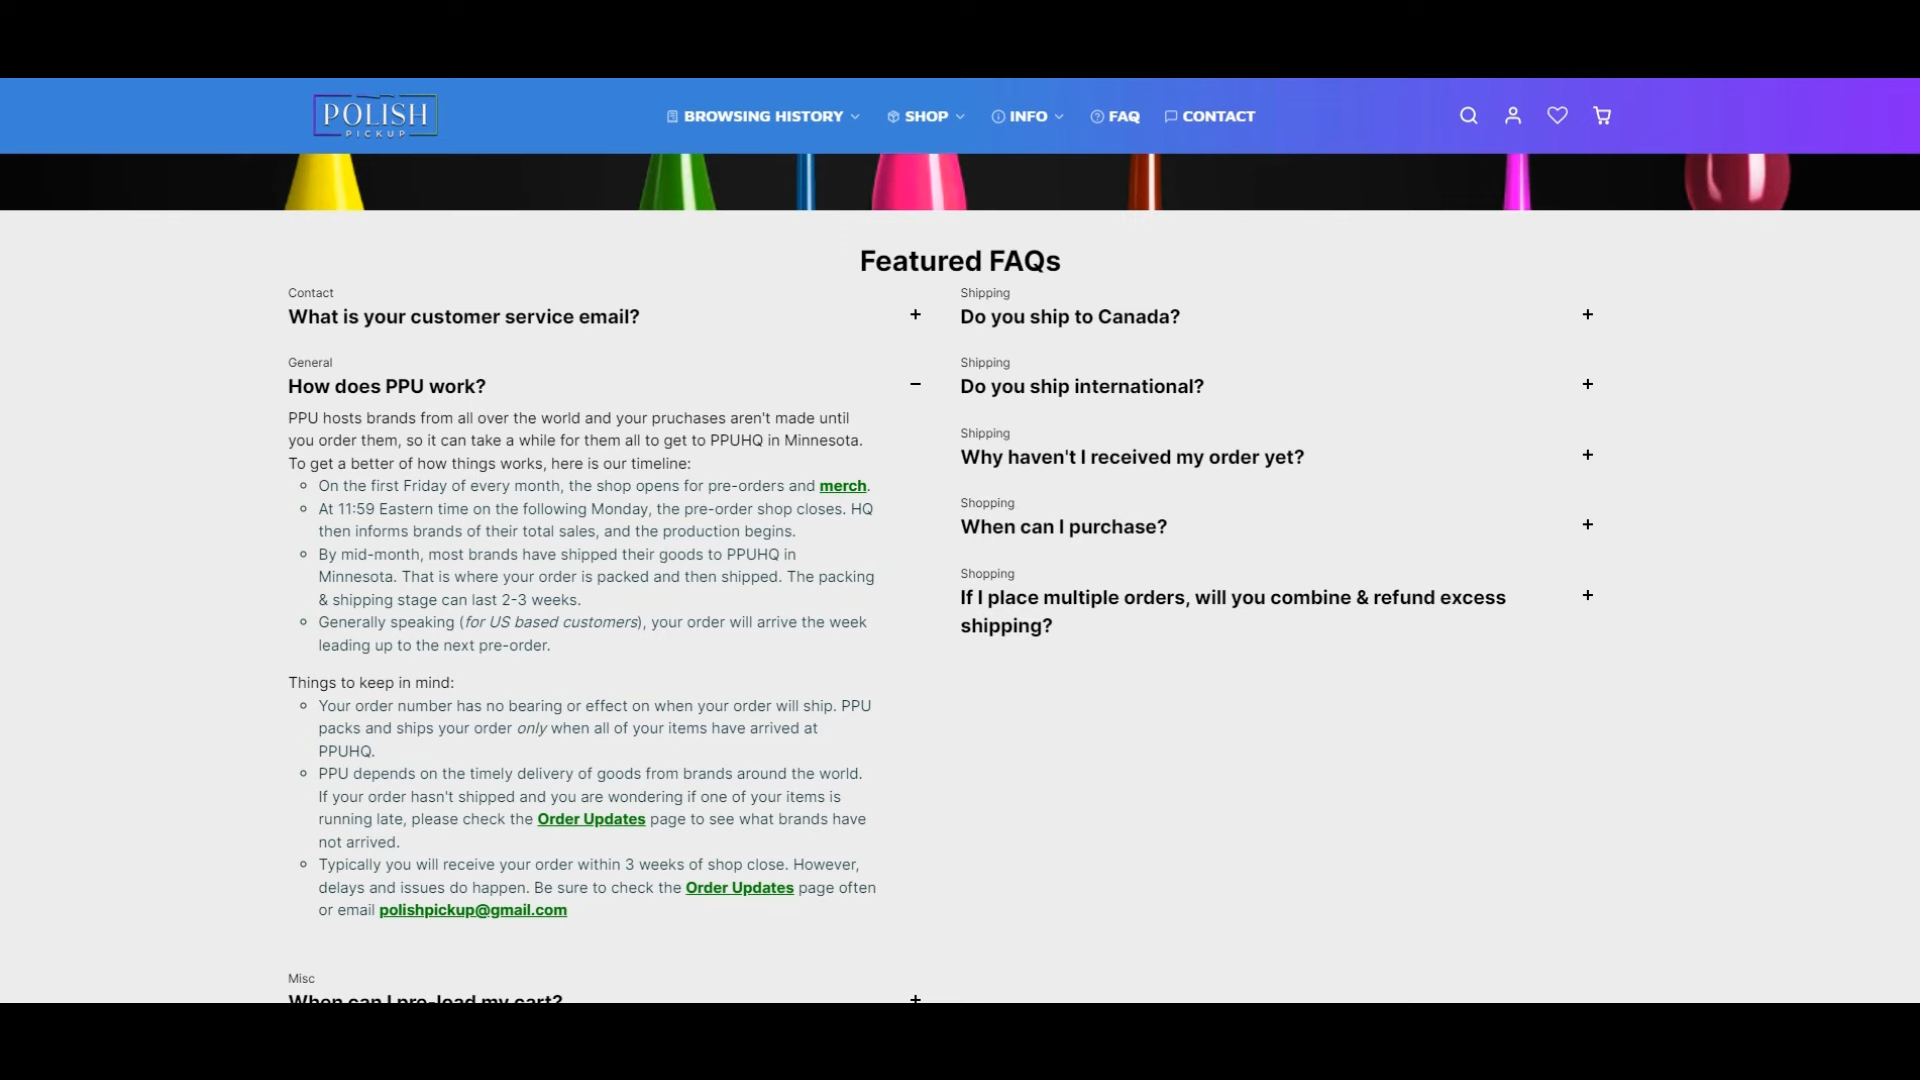 POLISH
PICKUP
BROWSING HISTORY
SHOP
INFO
FAQ
CONTACT
Featured FAQs
Contact
What is your customer service email?
General
How does PPU work?
PPU hosts brands from all over the world and your pruchases aren't made until
you order them, so it can take a while for them all to get to PPUHQ in Minnesota.
To get a better of how things works, here is our timeline:
On the first Friday of every month, the shop opens for pre-orders and merch.
At 11:59 Eastern time on the following Monday, the pre-order shop closes. HQ
then informs brands of their total sales, and the production begins.
By mid-month, most brands have shipped their goods to PPUHQ in
Minnesota. That is where your order is packed and then shipped. The packing
& shipping stage can last 2-3 weeks.
Generally speaking (for US based customers), your order will arrive the week
leading up to the next pre-order.
Things to keep in mind:
Your order number has no bearing or effect on when your order will ship. PPU
packs and ships your order only when all of your items have arrived at
PPUHQ.
PPU depends on the timely delivery of goods from brands around the world.
If your order hasn't shipped and you are wondering if one of your items is
running late, please check the Order Updates page to see what brands have
not arrived.
Typically you will receive your order within 3 weeks of shop close. However,
delays and issues do happen. Be sure to check the Order Updates page often
or email polishpickup@gmail.com
Misc
When can I pre-load my cart?
Shipping
Do you ship to Canada?
Shipping
Do you ship international?
Shipping
Why haven't I received my order yet?
Shopping
When can I purchase?
Shopping
If I place multiple orders, will you combine & refund excess
shipping?